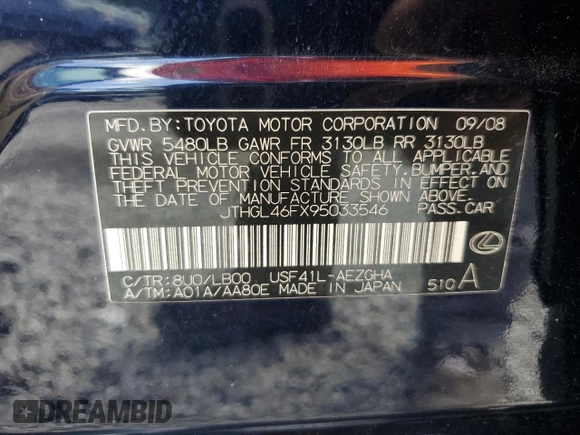 MFD. BY: TOYOTA MOTOR CORPORATION 09/08
GVWR 5480LB GAWR FR 3130LB RR 3130LB
THIS VEHICLE CONFORMS TO ALL APPLICABLE
FEDERAL MOTOR VEHICLE SAFETY, BUMPER, AND
THEFT PREVENTION STANDARDS IN EFFECT ON
THE DATE OF MANUFACTURE SHOWN ABOVE.
JTHGL46FX95033546 PASS. CAR
C/TR: 8U0/LB00 USF41L-AEZGHA
A/TM: A01A/AA80E MADE IN JAPAN 510 A
DREAMBID